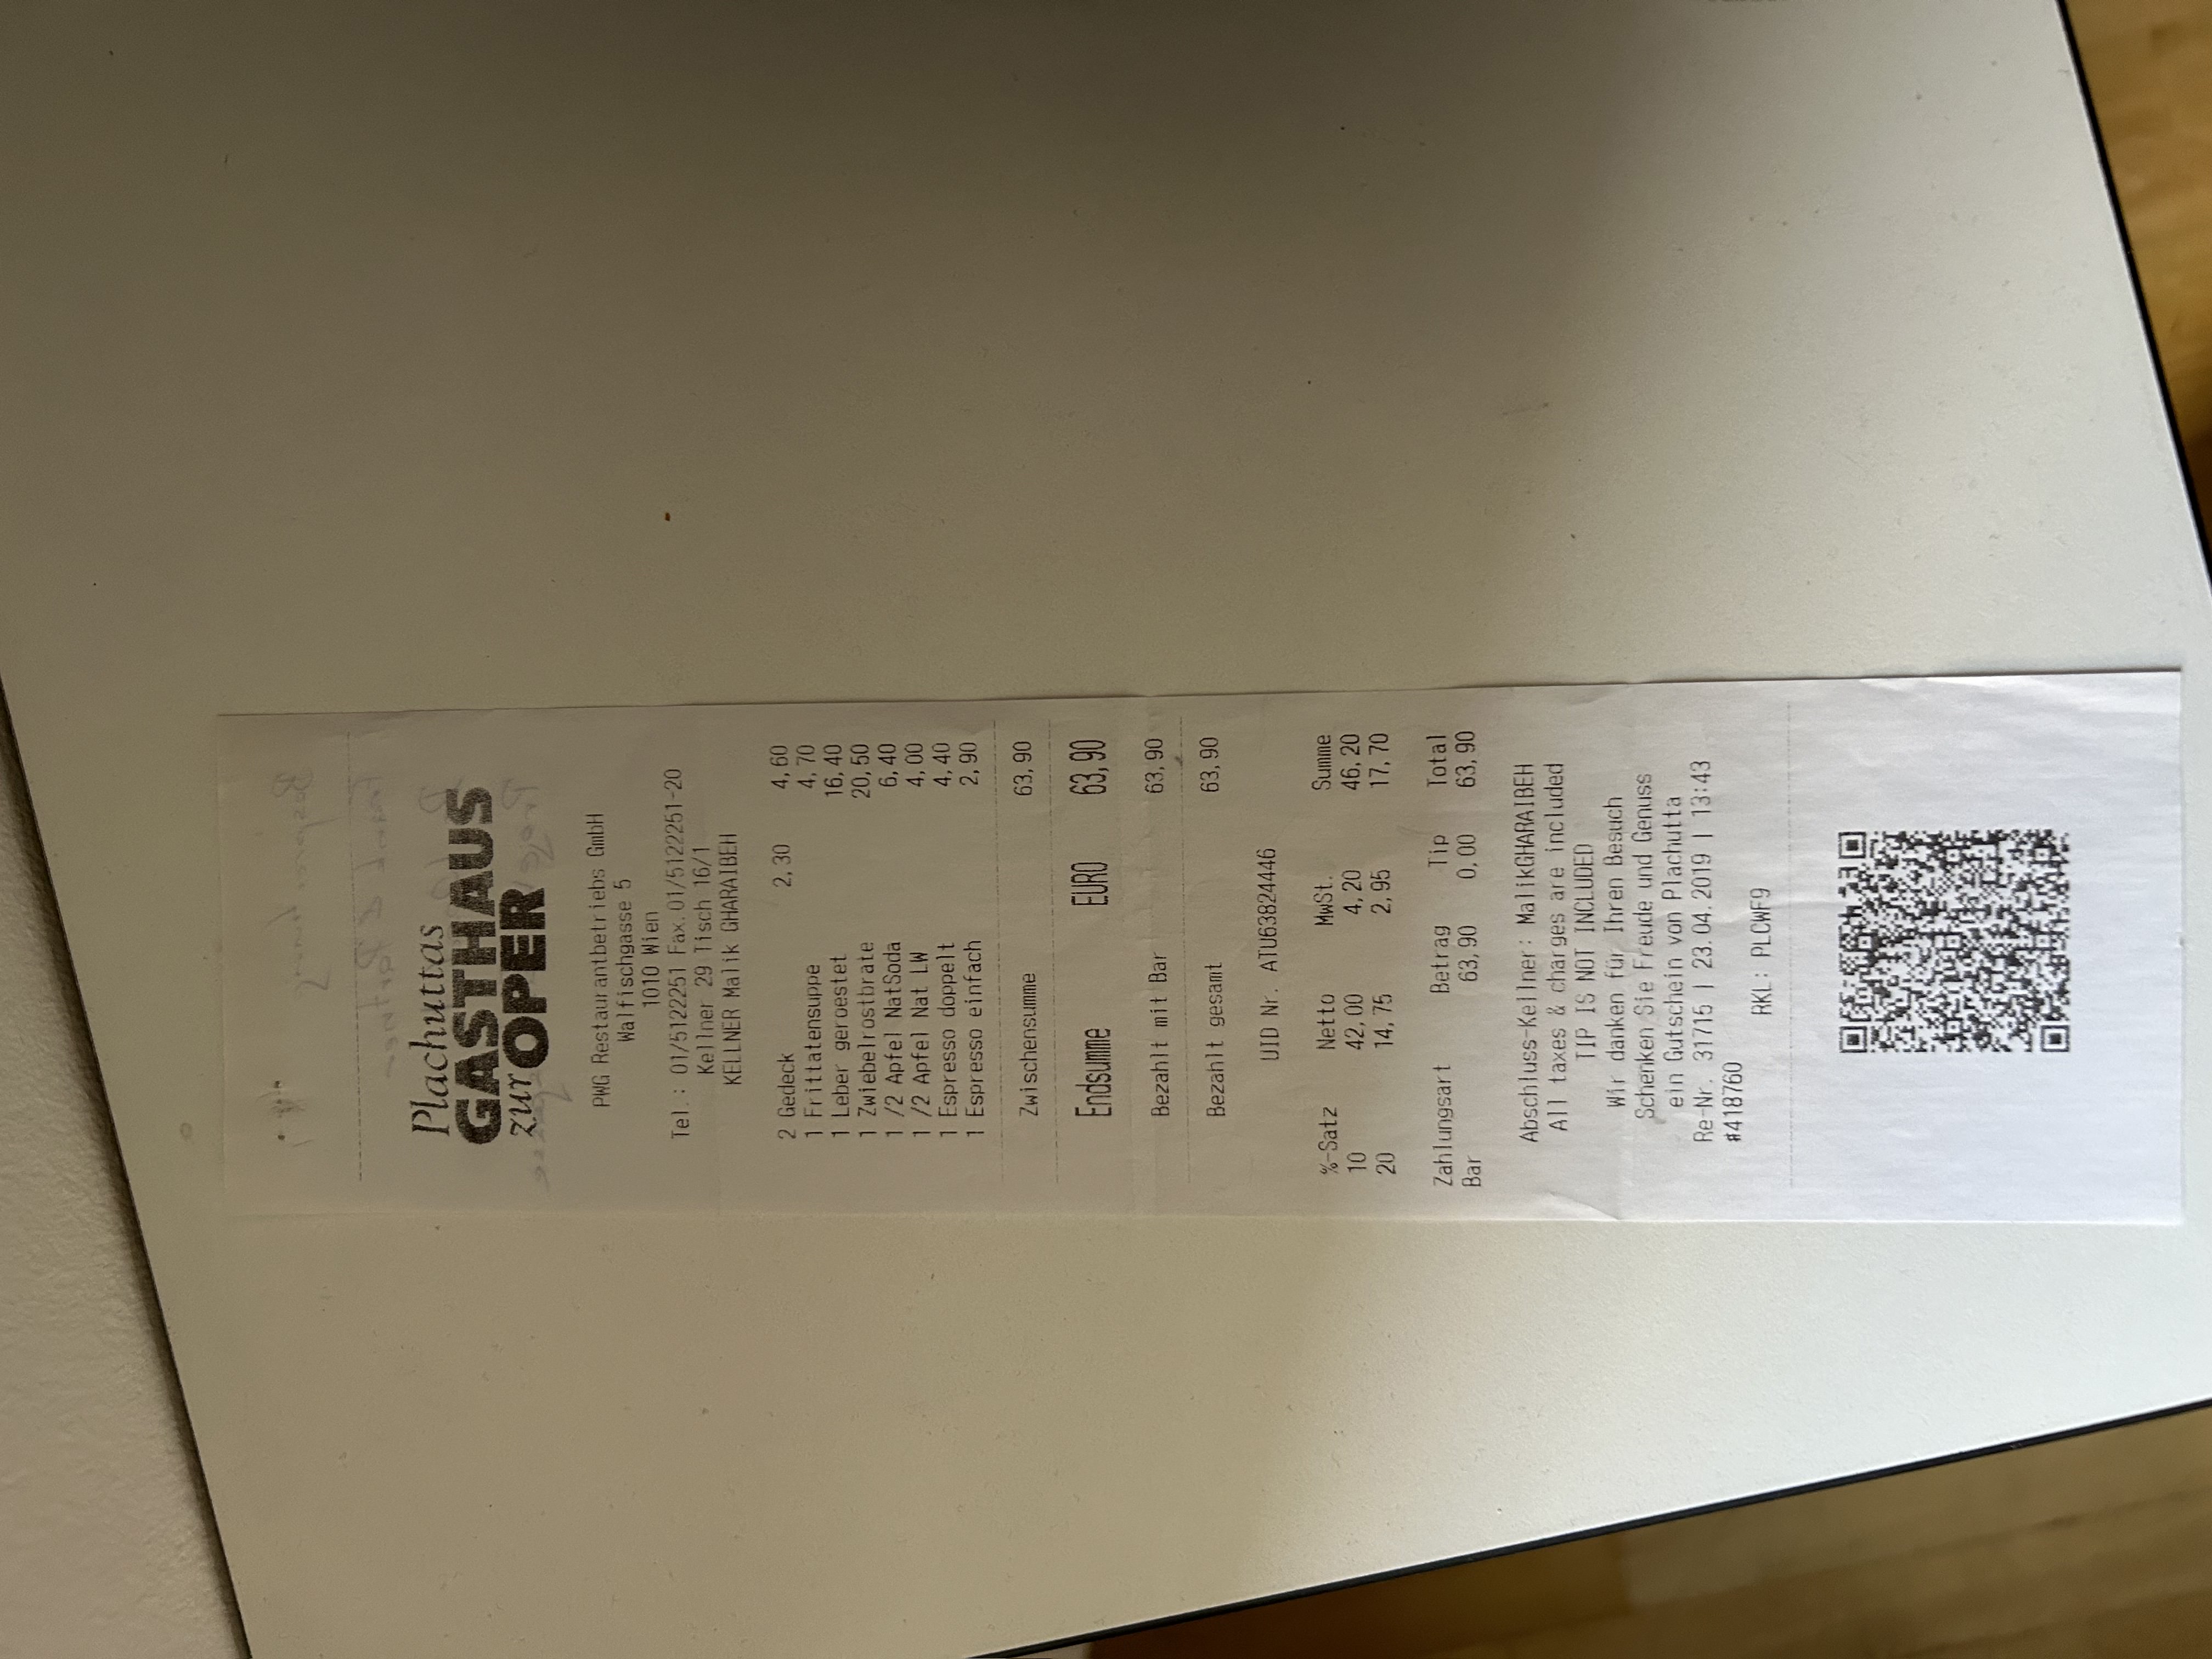 Besprechung
& Partner
Plachuttas
GASTHAUS
zur OPER
PWG Restaurantbetriebs GmbH
Walfischgasse 5
1010 Wien
Tel.: 01/5122251 Fax.01/5122251-20
Kellner 29 Tisch 16/1
KELLNER Malik GHARAIBEH
2 Gedeck 2,30 4,60
1 Frittatensuppe 4,70
1 Leber geroestet 16,40
1 Zwiebelrostbrate 20,50
1 /2 Apfel NatSoda 6,40
1 /2 Apfel Nat LW 4,00
1 Espresso doppelt 4,40
1 Espresso einfach 2,90
Zwischensumme 63,90
Endsumme EURO 63,90
Bezahlt mit Bar 63,90
Bezahlt gesamt 63,90
UID Nr. ATU63824446
%-Satz Netto MwSt. Summe
10 42,00 4,20 46,20
20 14,75 2,95 17,70
Zahlungsart Betrag Tip Total
Bar 63,90 0,00 63,90
Abschluss-Kellner: MalikGHARAIBEH
All taxes & charges are included
TIP IS NOT INCLUDED
Wir danken für Ihren Besuch
Schenken Sie Freude und Genuss
ein Gutschein von Plachutta
Re-Nr. 31715 | 23.04.2019 | 13:43
#418760
RKL: PLCWF9